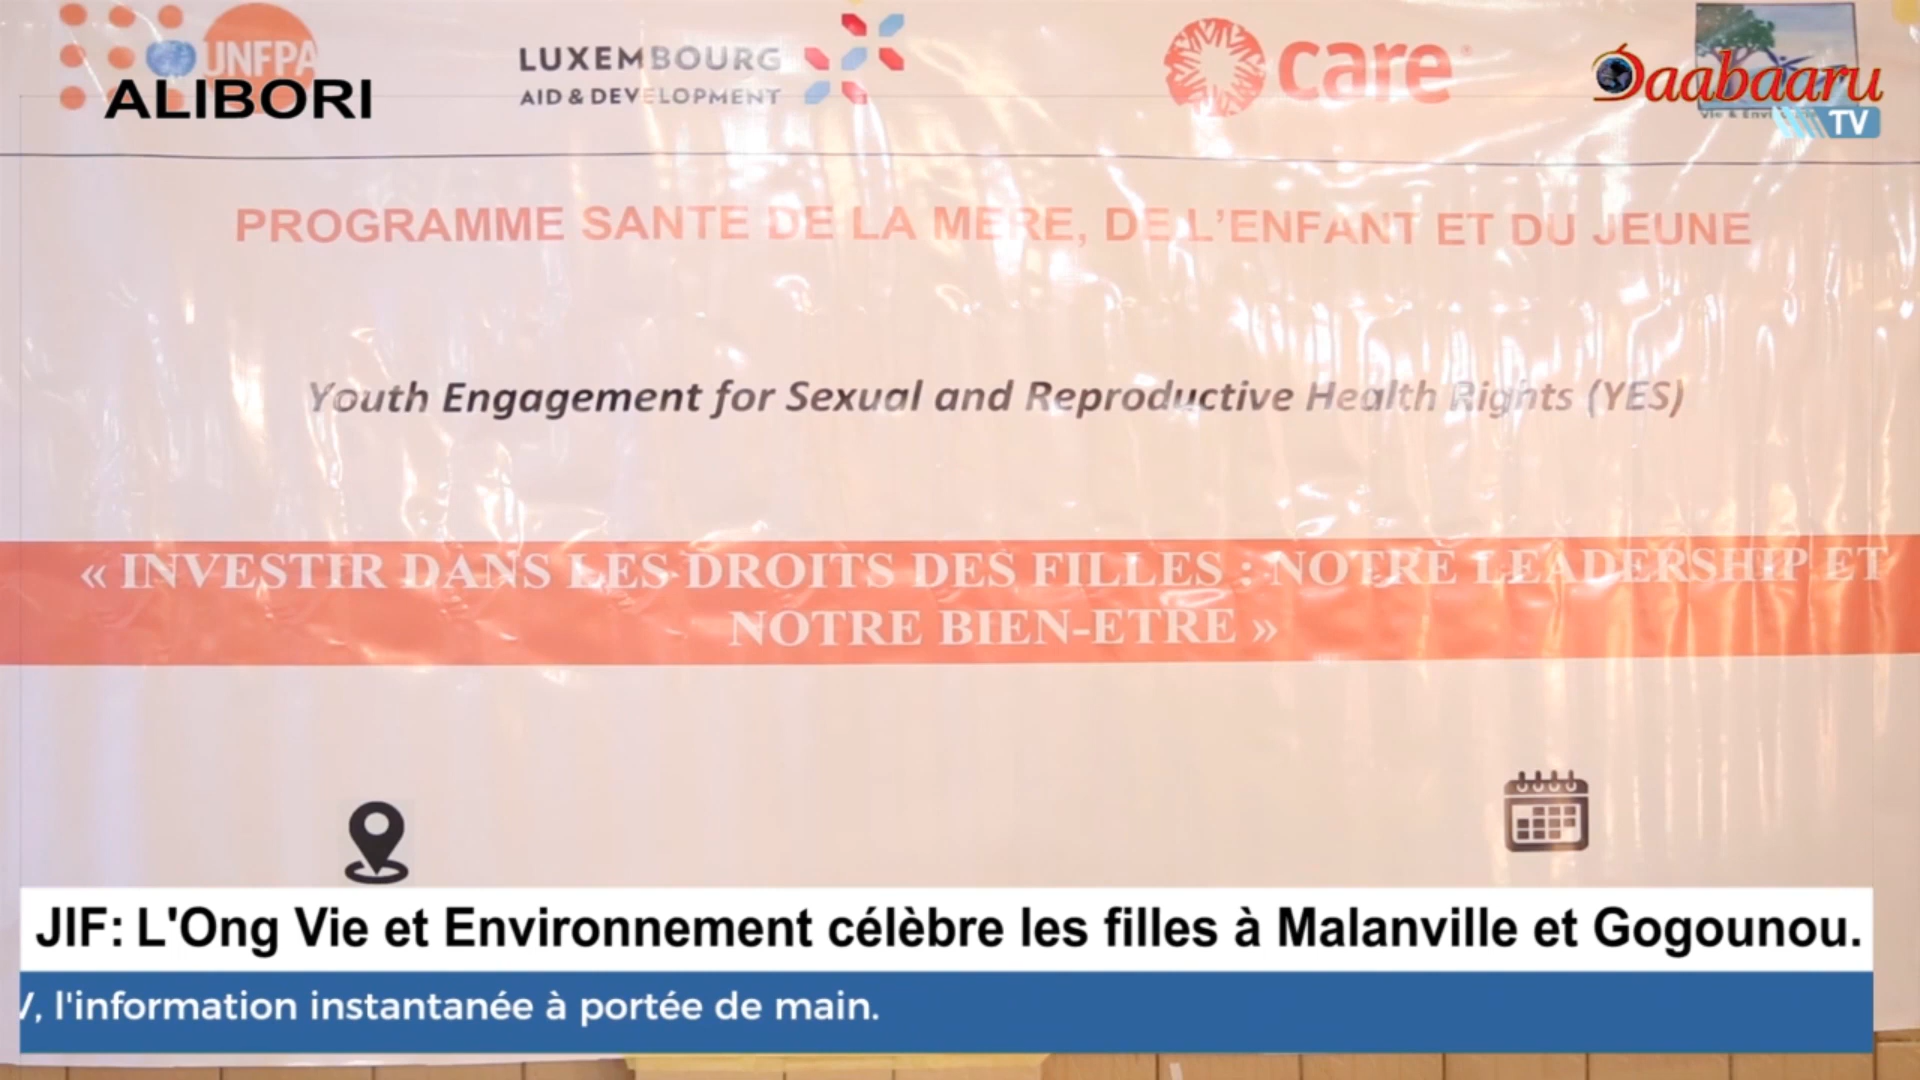 UNFPA
ALIBORI
LUXEMBOURG
AID & DEVELOPMENT
care
Daabaaru
TV
PROGRAMME SANTE DE LA MERE, DE L'ENFANT ET DU JEUNE
Youth Engagement for Sexual and Reproductive Health Rights (YES)
« INVESTIR DANS LES DROITS DES FILLES : NOTRE LEADERSHIP ET
NOTRE BIEN-ETRE »
JIF: L'Ong Vie et Environnement célèbre les filles à Malanville et Gogounou.
, l'information instantanée à portée de main.